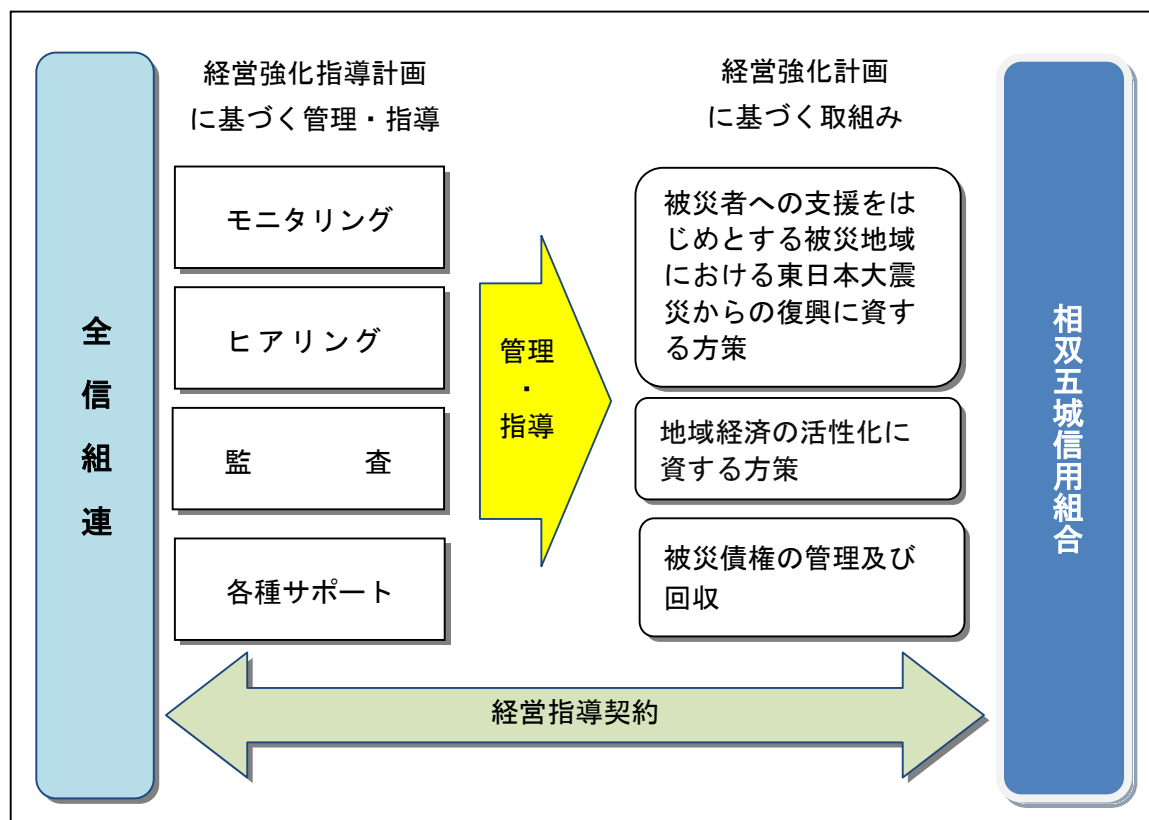 全信組連
経営強化指導計画
に基づく管理・指導
モニタリング
ヒアリング
監　　　査
各種サポート
管理
・
指導
経営強化計画
に基づく取組み
被災者への支援をは
じめとする被災地域
における東日本大震
災からの復興に資す
る方策
地域経済の活性化に
資する方策
被災債権の管理及び
回収
相双五城信用組合
経営指導契約